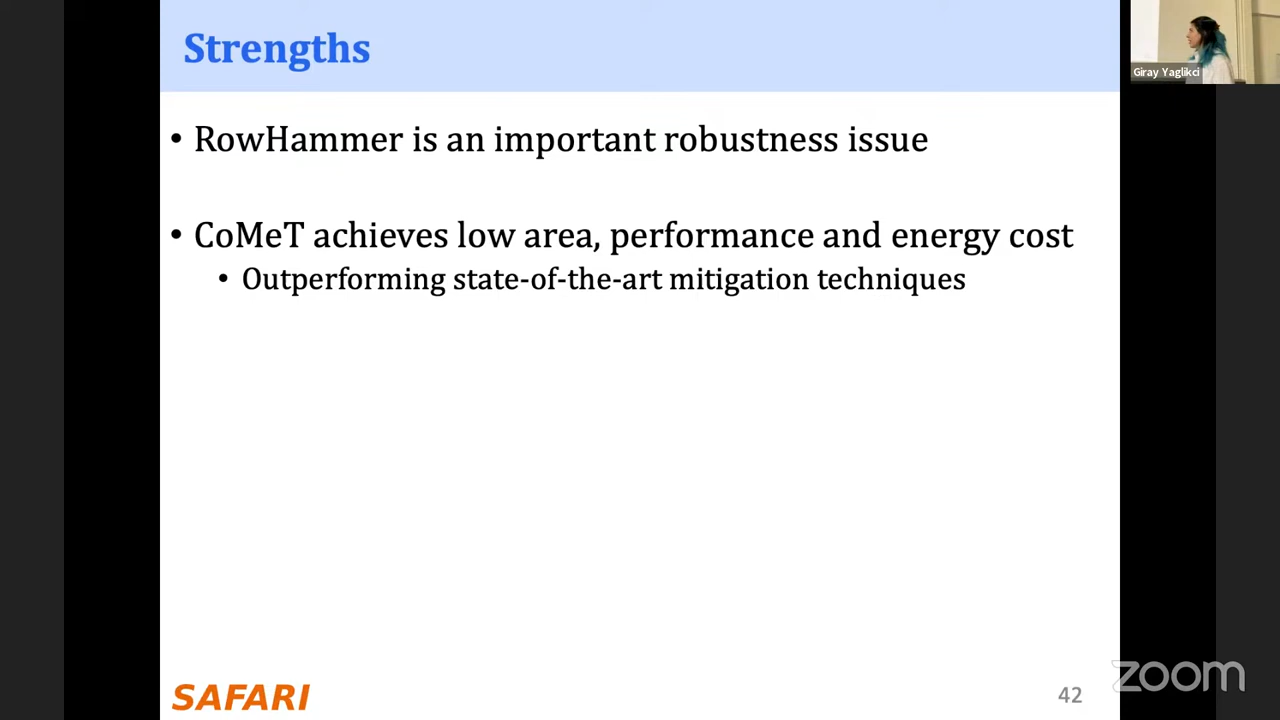 Strengths
Giray Yaglikci
• RowHammer is an important robustness issue
• CoMeT achieves low area, performance and energy cost
• Outperforming state-of-the-art mitigation techniques
SAFARI
42
zoom